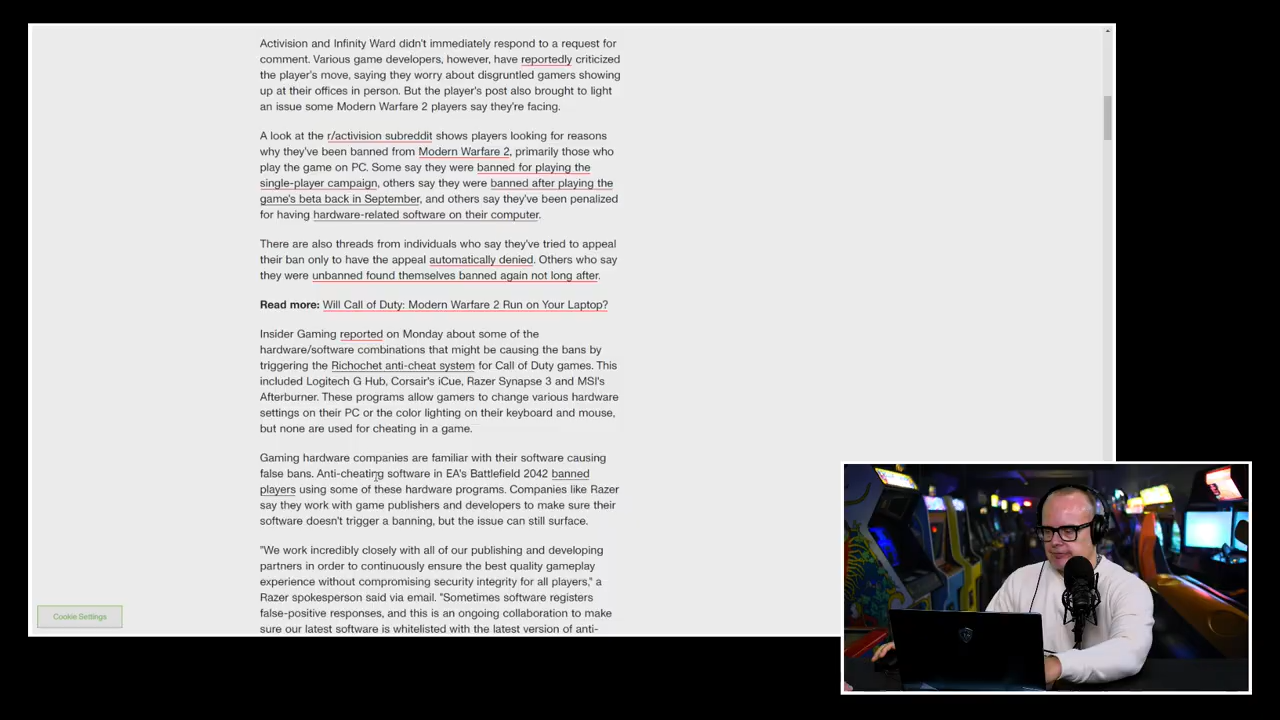 Activision and Infinity Ward didn't immediately respond to a request for
comment. Various game developers, however, have reportedly criticized
the player's move, saying they worry about disgruntled gamers showing
up at their offices in person. But the player's post also brought to light
an issue some Modern Warfare 2 players say they're facing.
A look at the r/activision subreddit shows players looking for reasons
why they've been banned from Modern Warfare 2, primarily those who
play the game on PC. Some say they were banned for playing the
single-player campaign, others say they were banned after playing the
game's beta back in September, and others say they've been penalized
for having hardware-related software on their computer.
There are also threads from individuals who say they've tried to appeal
their ban only to have the appeal automatically denied. Others who say
they were unbanned found themselves banned again not long after.
Read more: Will Call of Duty: Modern Warfare 2 Run on Your Laptop?
Insider Gaming reported on Monday about some of the
hardware/software combinations that might be causing the bans by
triggering the Richochet anti-cheat system for Call of Duty games. This
included Logitech G Hub, Corsair's iCue, Razer Synapse 3 and MSI's
Afterburner. These programs allow gamers to change various hardware
settings on their PC or the color lighting on their keyboard and mouse,
but none are used for cheating in a game.
Gaming hardware companies are familiar with their software causing
false bans. Anti-cheating software in EA's Battlefield 2042 banned
players using some of these hardware programs. Companies like Razer
say they work with game publishers and developers to make sure their
software doesn't trigger a banning, but the issue can still surface.
"We work incredibly closely with all of our publishing and developing
partners in order to continuously ensure the best quality gameplay
experience without compromising security integrity for all players," a
Razer spokesperson said via email. "Sometimes software registers
false-positive responses, and this is an ongoing collaboration to make
sure our latest software is whitelisted with the latest version of anti-
Cookie Settings